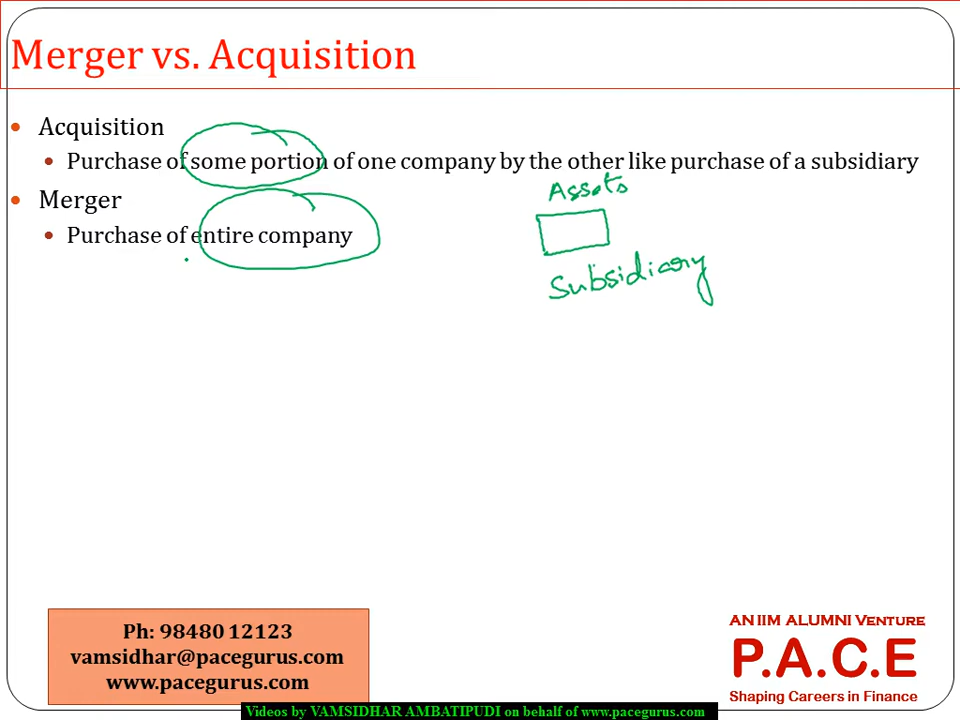 Merger vs. Acquisition
Acquisition
Purchase of some portion of one company by the other like purchase of a subsidiary
Assets
Merger
Purchase of entire company
Subsidiary
Ph: 98480 12123
vamsidhar@pacegurus.com
www.pacegurus.com
AN IIM ALUMNI VENTURE
P.A.C.E
Shaping Careers in Finance
Videos by VAMSIDHAR AMBATIPUDI on behalf of www.pacegurus.com